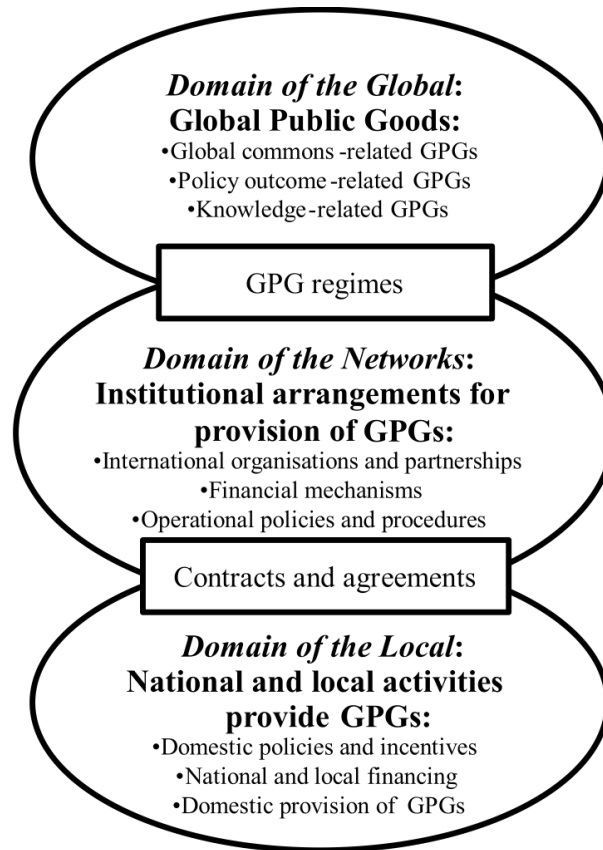 Domain of the Global:
Global Public Goods:
•Global commons-related GPGs
•Policy outcome-related GPGs
•Knowledge-related GPGs
GPG regimes
Domain of the Networks:
Institutional arrangements for
provision of GPGs:
•International organisations and partnerships
•Financial mechanisms
•Operational policies and procedures
Contracts and agreements
Domain of the Local:
National and local activities
provide GPGs:
•Domestic policies and incentives
•National and local financing
•Domestic provision of GPGs